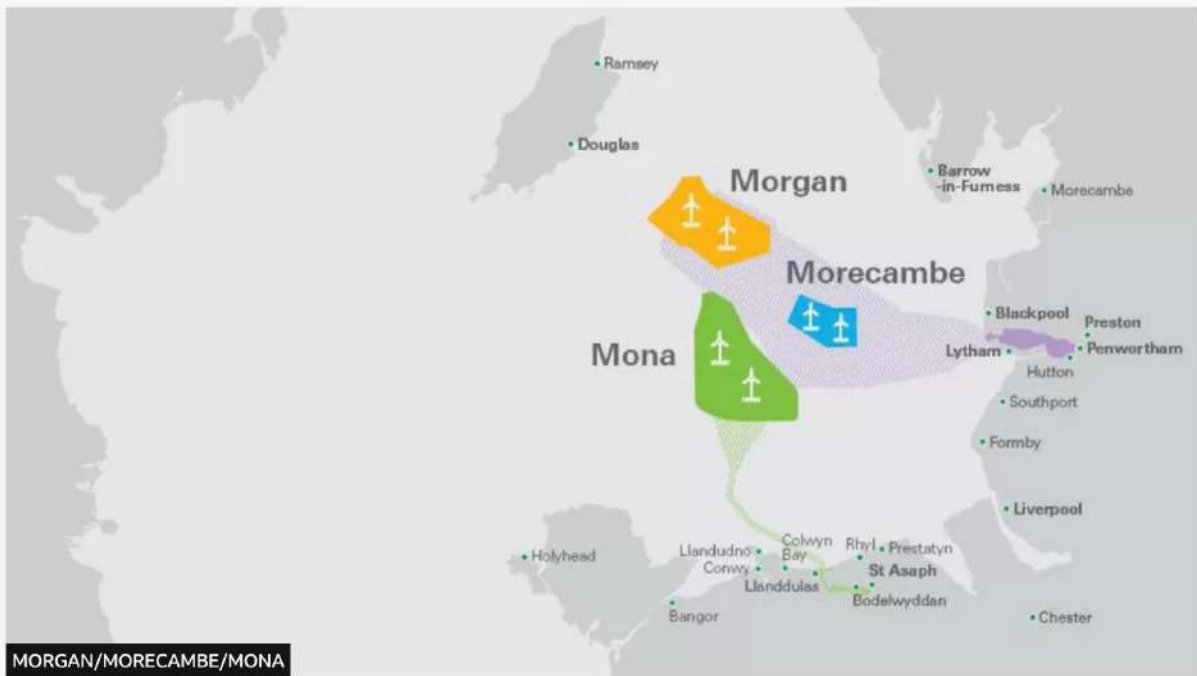 Ramsey
Douglas
Morgan
Barrow
-in-Furness
Morecambe
Morecambe
Blackpool
Preston
Mona
Lytham
Penwortham
Hutton
Southport
Formby
Liverpool
Holyhead
Llandudno
Colwyn
Bay
Rhyl
Prestatyn
Conwy
St Asaph
Llanddulas
Bodelwyddan
Bangor
Chester
MORGAN/MORECAMBE/MONA